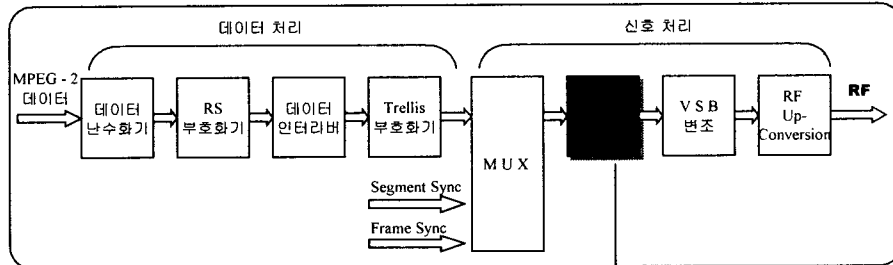 데이터 처리
신호 처리
MPEG - 2
데이터
데이터
난수화기
RS
부호화기
데이터
인터라버
Trellis
부호화기
M U X
V S B
변조
RF
Up-
Conversion
RF
Segment Sync
Frame Sync